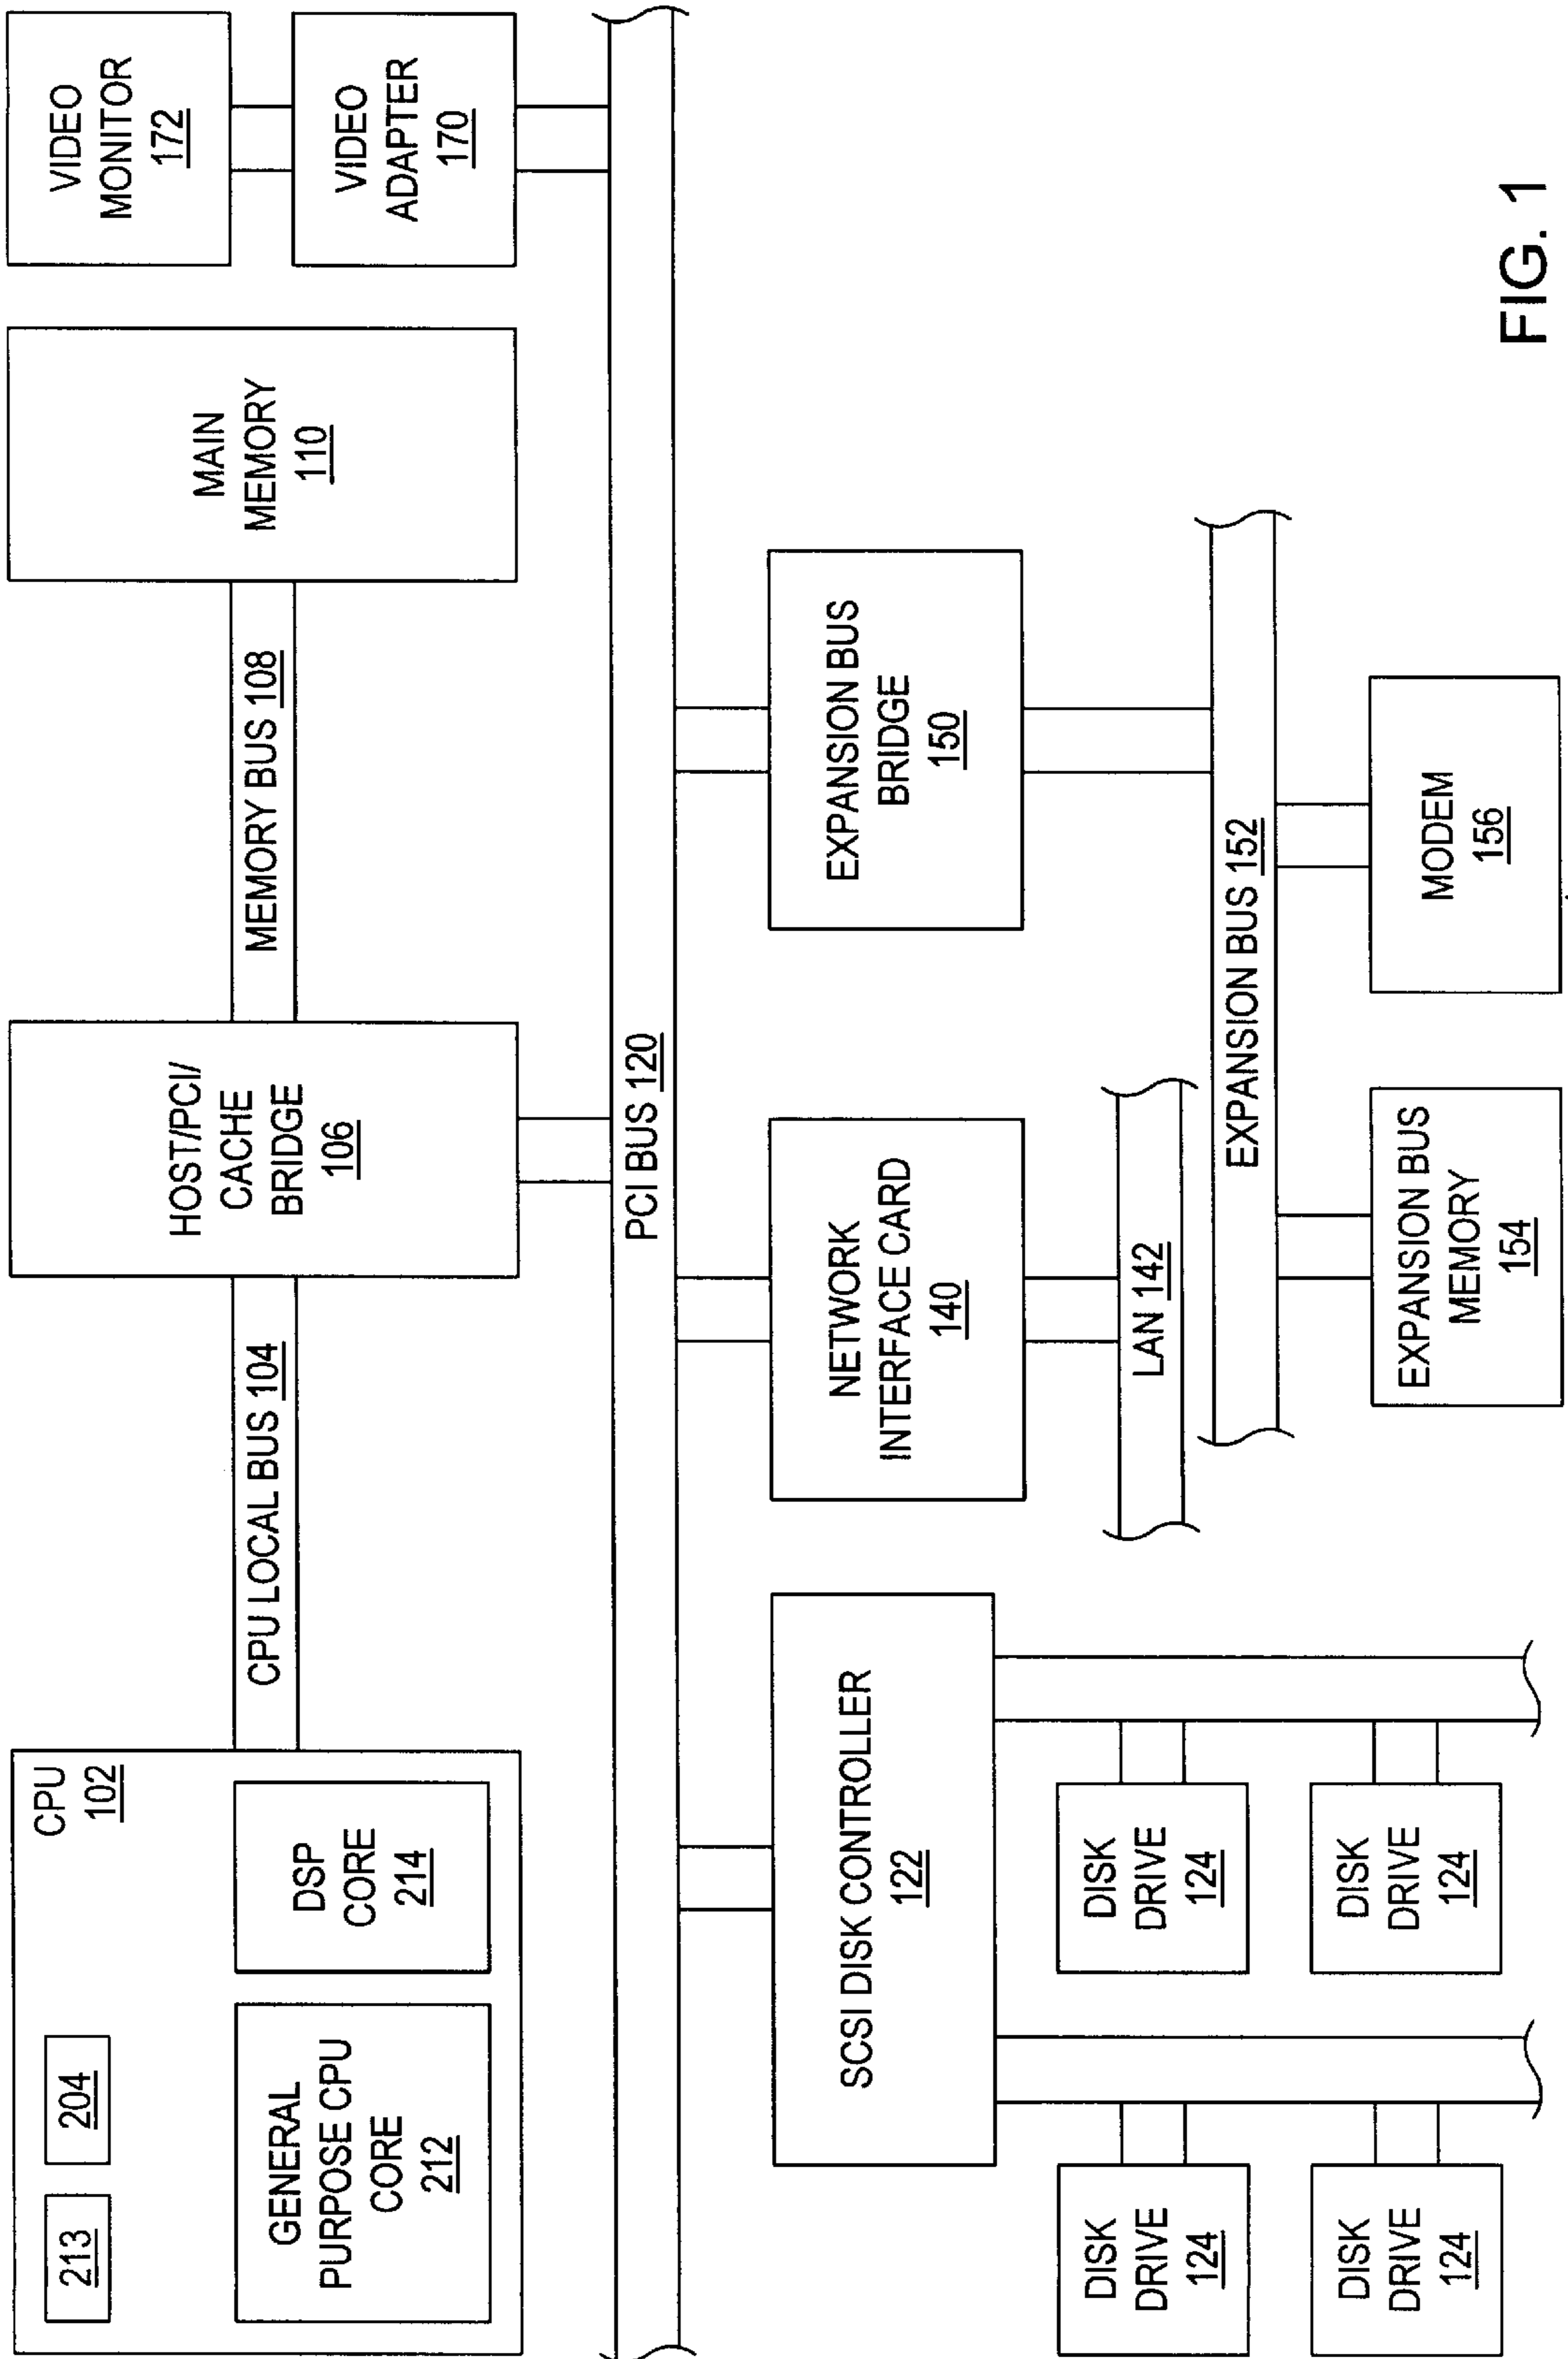 213
204
CPU
102
GENERAL
PURPOSE CPU
CORE
212
DSP
CORE
214
CPU LOCAL BUS 104
HOST/PCI/
CACHE
BRIDGE
106
MEMORY BUS 108
MAIN
MEMORY
110
VIDEO
MONITOR
172
VIDEO
ADAPTER
170
PCI BUS 120
SCSI DISK CONTROLLER
122
NETWORK
INTERFACE CARD
140
EXPANSION BUS
BRIDGE
150
DISK
DRIVE
124
DISK
DRIVE
124
DISK
DRIVE
124
DISK
DRIVE
124
LAN 142
EXPANSION BUS 152
EXPANSION BUS
MEMORY
154
MODEM
156
FIG. 1